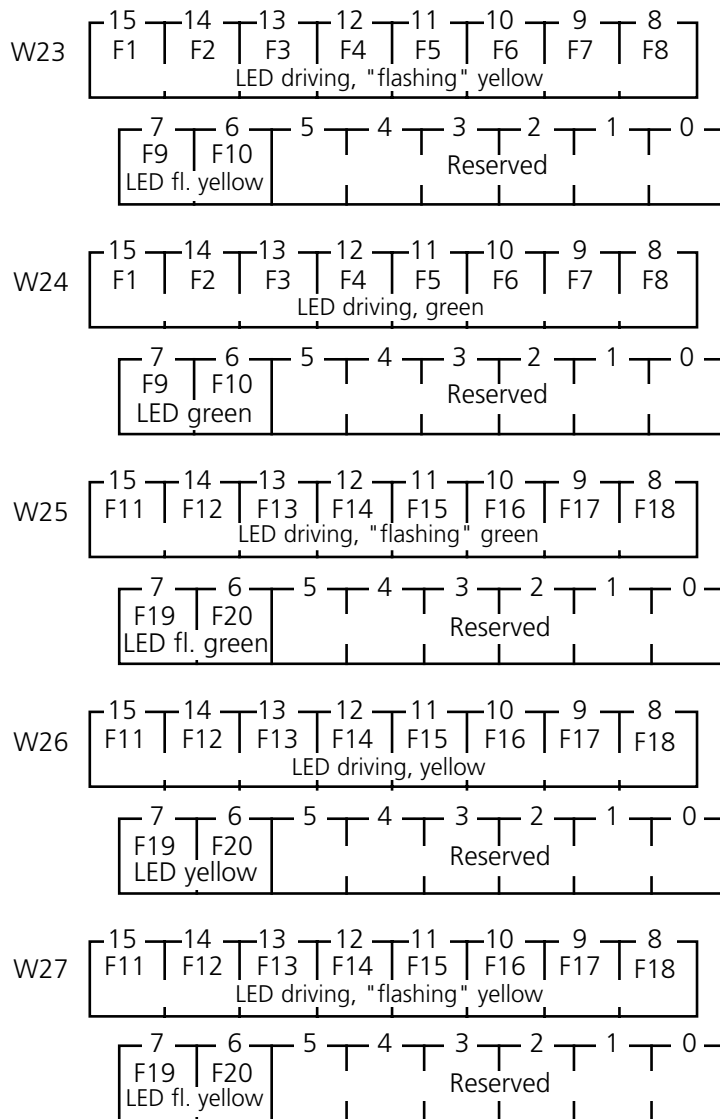 15 14 13 12 11 10 9 8
W23 F1 F2 F3 F4 F5 F6 F7 F8
LED driving, "flashing" yellow
7 6 5 4 3 2 1 0
F9 F10 Reserved
LED fl. yellow
15 14 13 12 11 10 9 8
W24 F1 F2 F3 F4 F5 F6 F7 F8
LED driving, green
7 6 5 4 3 2 1 0
F9 F10 Reserved
LED green
15 14 13 12 11 10 9 8
W25 F11 F12 F13 F14 F15 F16 F17 F18
LED driving, "flashing" green
7 6 5 4 3 2 1 0
F19 F20 Reserved
LED fl. green
15 14 13 12 11 10 9 8
W26 F11 F12 F13 F14 F15 F16 F17 F18
LED driving, yellow
7 6 5 4 3 2 1 0
F19 F20 Reserved
LED yellow
15 14 13 12 11 10 9 8
W27 F11 F12 F13 F14 F15 F16 F17 F18
LED driving, "flashing" yellow
7 6 5 4 3 2 1 0
F19 F20 Reserved
LED fl. yellow